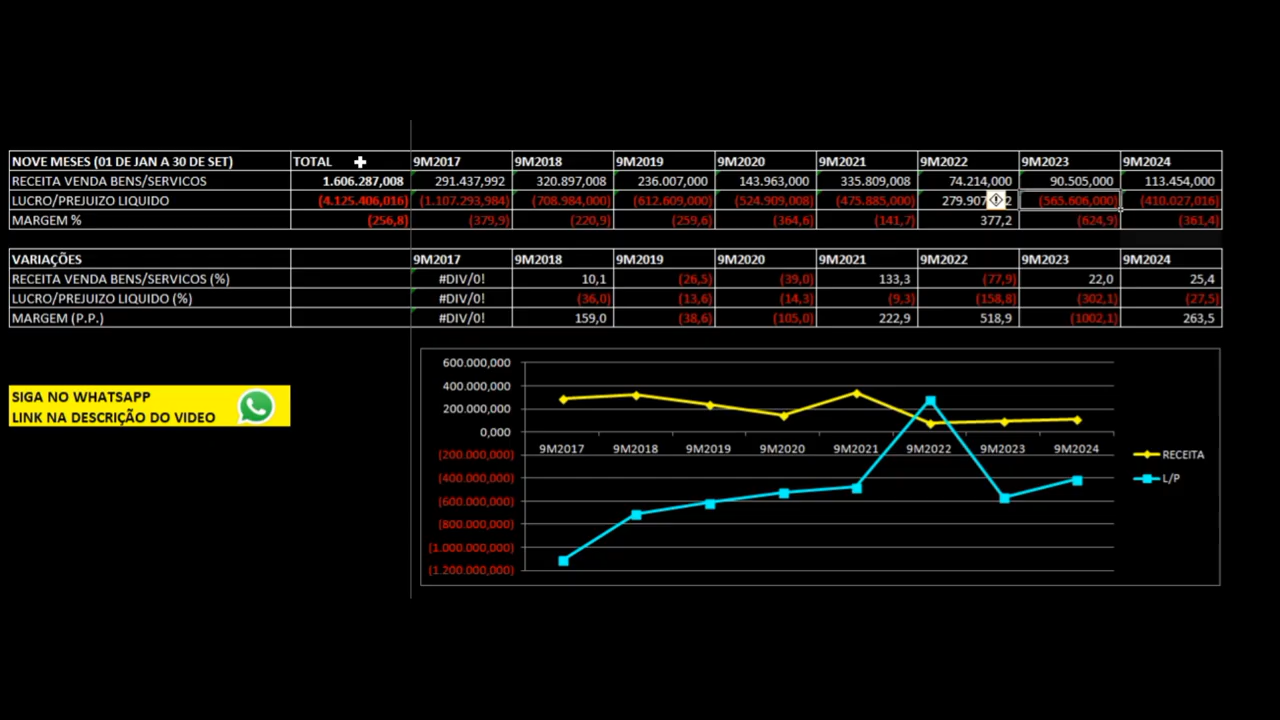 NOVE MESES (01 DE JAN A 30 DE SET) TOTAL 9M2017 9M2018 9M2019 9M2020 9M2021 9M2022 9M2023 9M2024
RECEITA VENDA BENS/SERVICOS 1.606.287,008 291.437,992 320.897,008 236.007,000 143.963,000 335.809,008 74.214,000 90.505,000 113.454,000
LUCRO/PREJUIZO LIQUIDO (4.125.406,016) (1.107.293,984) (708.984,000) (612.609,000) (524.909,008) (475.885,000) (565.606,000) (410.027,016)
MARGEM % (256,8) (379,9) (220,9) (259,6) (364,6) (141,7) 377,2 (624,9) (361,4)
VARIAÇÕES 9M2017 9M2018 9M2019 9M2020 9M2021 9M2022 9M2023 9M2024
RECEITA VENDA BENS/SERVICOS (%) #DIV/0! 10,1 (26,5) (39,0) 133,3 (77,9) 22,0 25,4
LUCRO/PREJUIZO LIQUIDO (%) #DIV/0! (36,0) (13,6) (14,3) (9,3) (158,8) (302,1) (27,5)
MARGEM (P.P.) #DIV/0! 159,0 (38,6) (105,0) 222,9 518,9 (1002,1) 263,5
SIGA NO WHATSAPP
LINK NA DESCRIÇÃO DO VIDEO
600.000,000
400.000,000
200.000,000
0,000
(200.000,000)
(400.000,000)
(600.000,000)
(800.000,000)
(1.000.000,000)
(1.200.000,000)
9M2017 9M2018 9M2019 9M2020 9M2021 9M2022 9M2023 9M2024
RECEITA
L/P